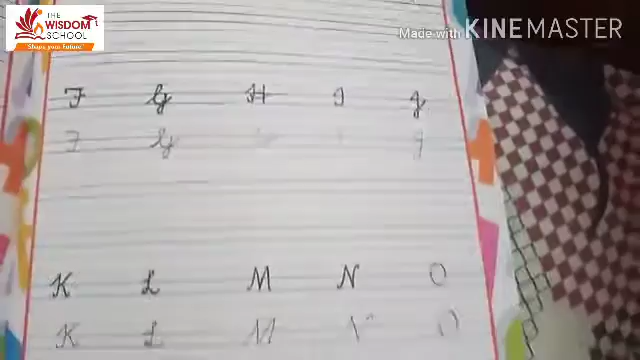 THE
WISDOM
SCHOOL
"Shape your Future"
Made with KINEMASTER
F G H I J
F G J
K L M N O
K L M N O